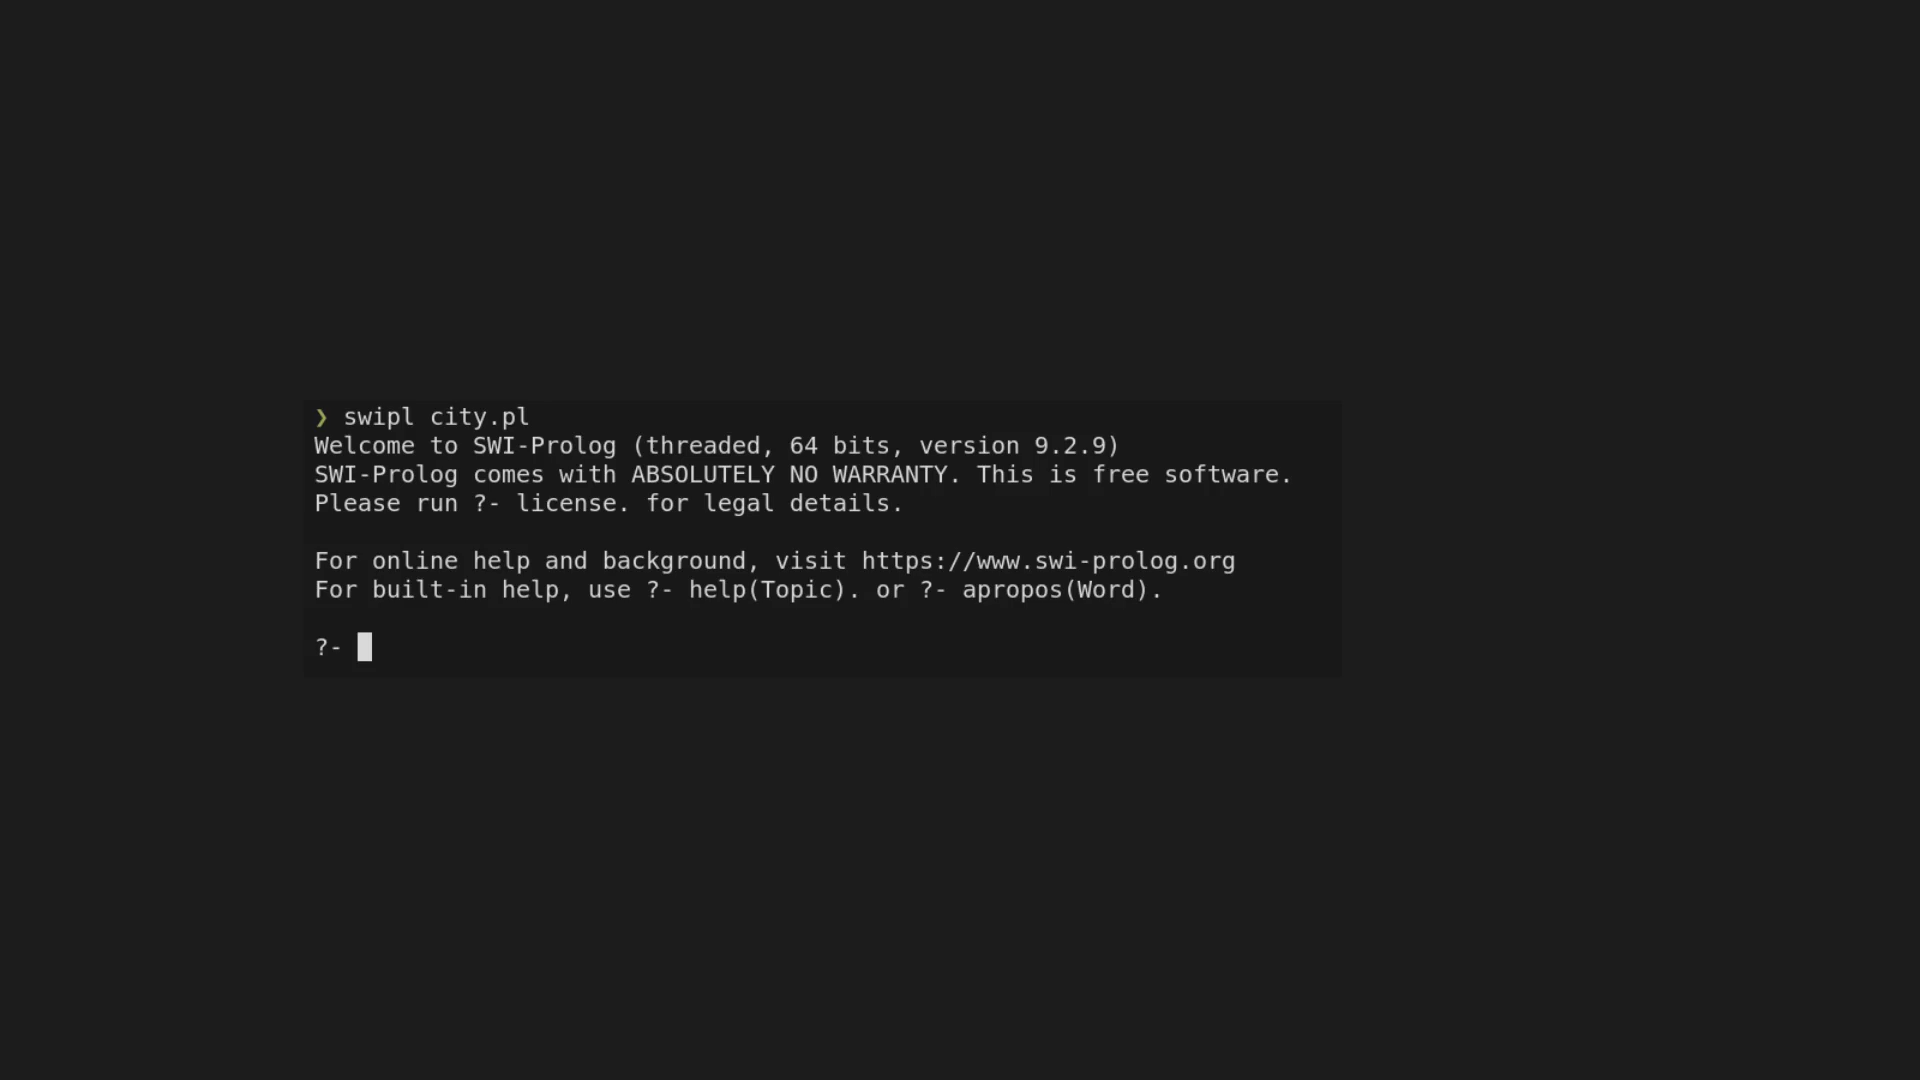 ❯ swipl city.pl
Welcome to SWI-Prolog (threaded, 64 bits, version 9.2.9)
SWI-Prolog comes with ABSOLUTELY NO WARRANTY. This is free software.
Please run ?- license. for legal details.
For online help and background, visit https://www.swi-prolog.org
For built-in help, use ?- help(Topic). or ?- apropos(Word).
?-